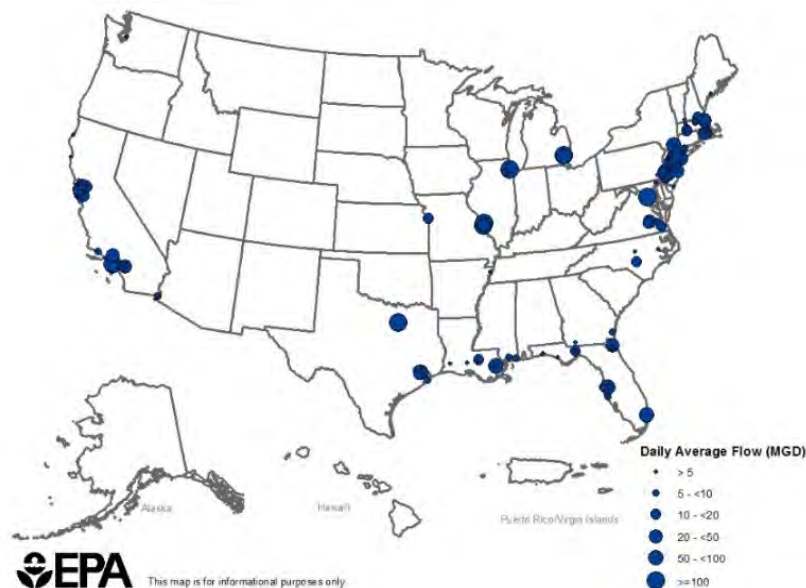 Daily Average Flow (MGD)
> 5
5 - <10
10 - <20
20 - <50
50 - <100
>=100
Alaska
Hawaii
Puerto Rico/Virgin Islands
EPA
This map is for informational purposes only